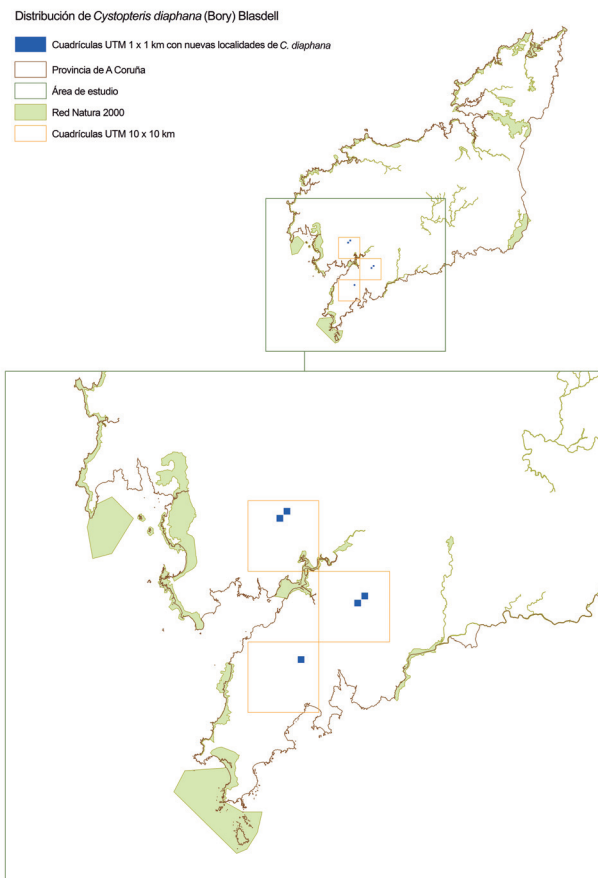 Distribución de Cystopteris diaphana (Bory) Blasdell
Cuadrículas UTM 1 x 1 km con nuevas localidades de C. diaphana
Provincia de A Coruña
Área de estudio
Red Natura 2000
Cuadrículas UTM 10 x 10 km